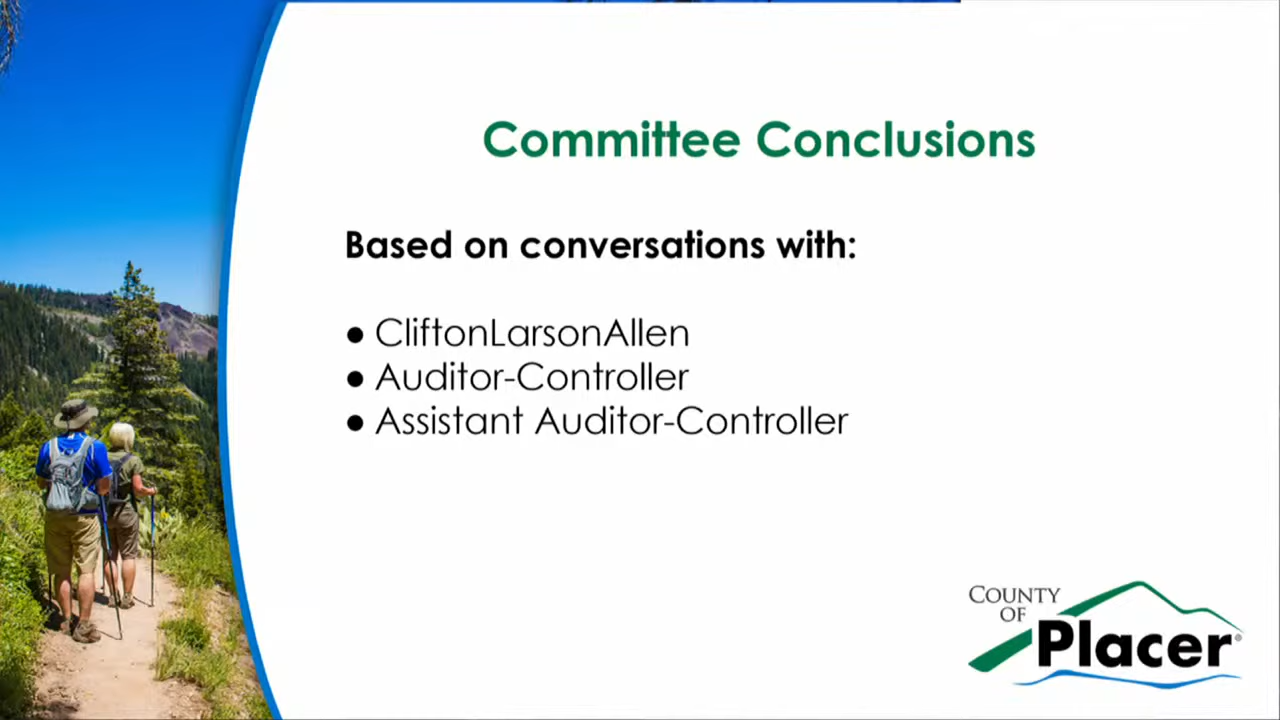 Committee Conclusions
Based on conversations with:
● CliftonLarsonAllen
● Auditor-Controller
● Assistant Auditor-Controller
COUNTY
OF
Placer®